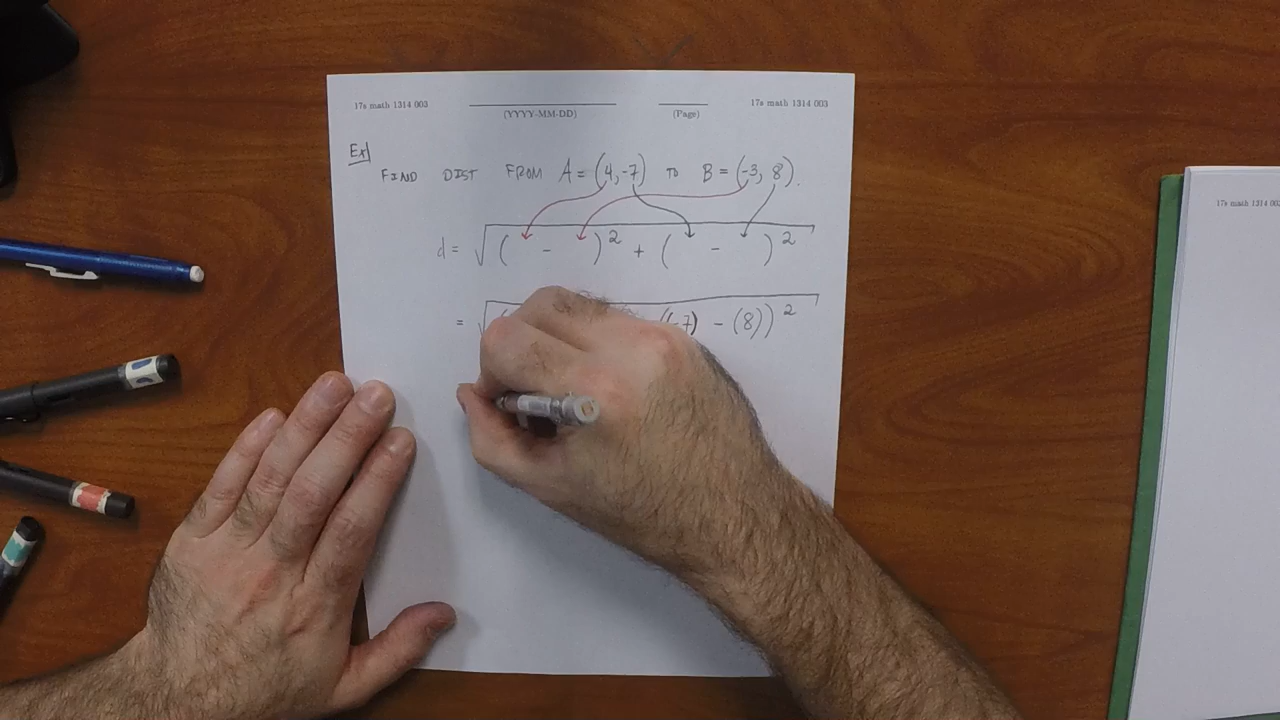 17s math 1314 003 (YYYY-MM-DD) (Page) 17s math 1314 003
Ex1
FIND DIST FROM A = (4,-7) TO B = (-3, 8).
d = √( - )² + ( - )²
= √( ((-7) - (8))²
17s math 1314 003